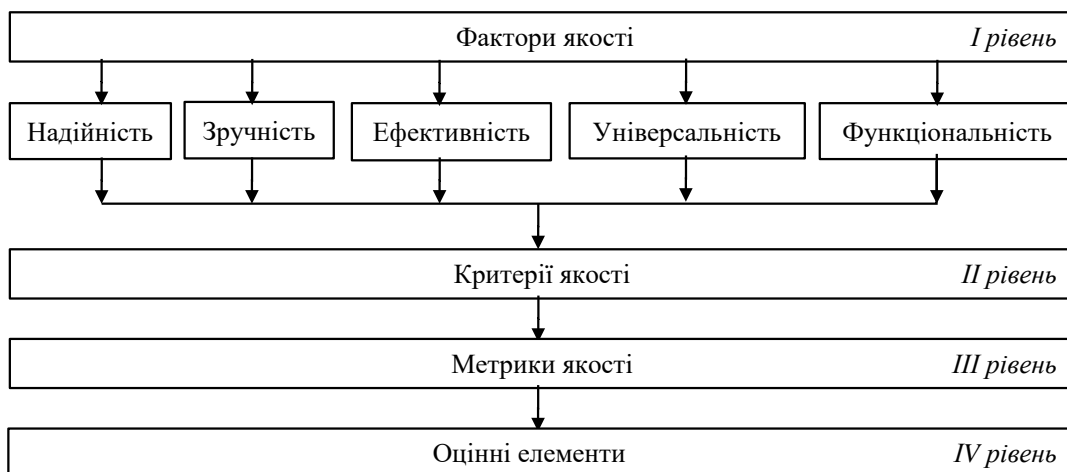 Фактори якості I рівень
Надійність Зручність Ефективність Універсальність Функціональність
Критерії якості II рівень
Метрики якості III рівень
Оцінні елементи IV рівень